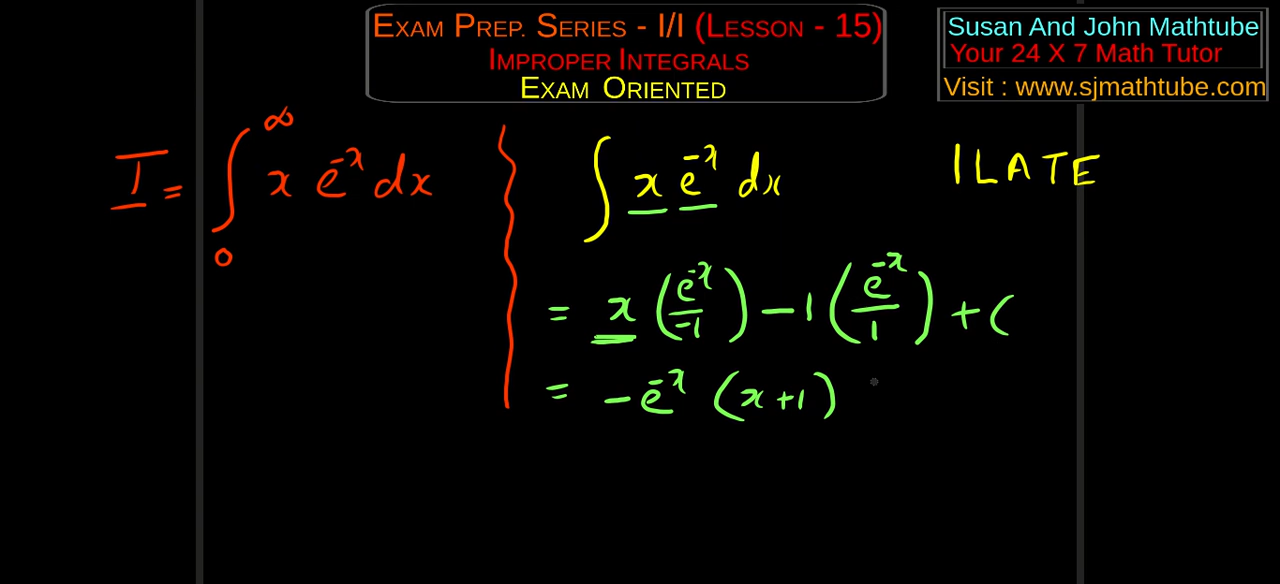 Exam Prep. Series - I/I (Lesson - 15)
Improper Integrals
Exam Oriented
Susan And John Mathtube
Your 24 X 7 Math Tutor
Visit : www.sjmathtube.com
I = ∫₀^∞ x e^-x dx
∫ x e^-x dx
ILATE
= x (e^-x / -1) - 1 (e^-x / 1) + C
= - e^-x (x+1)